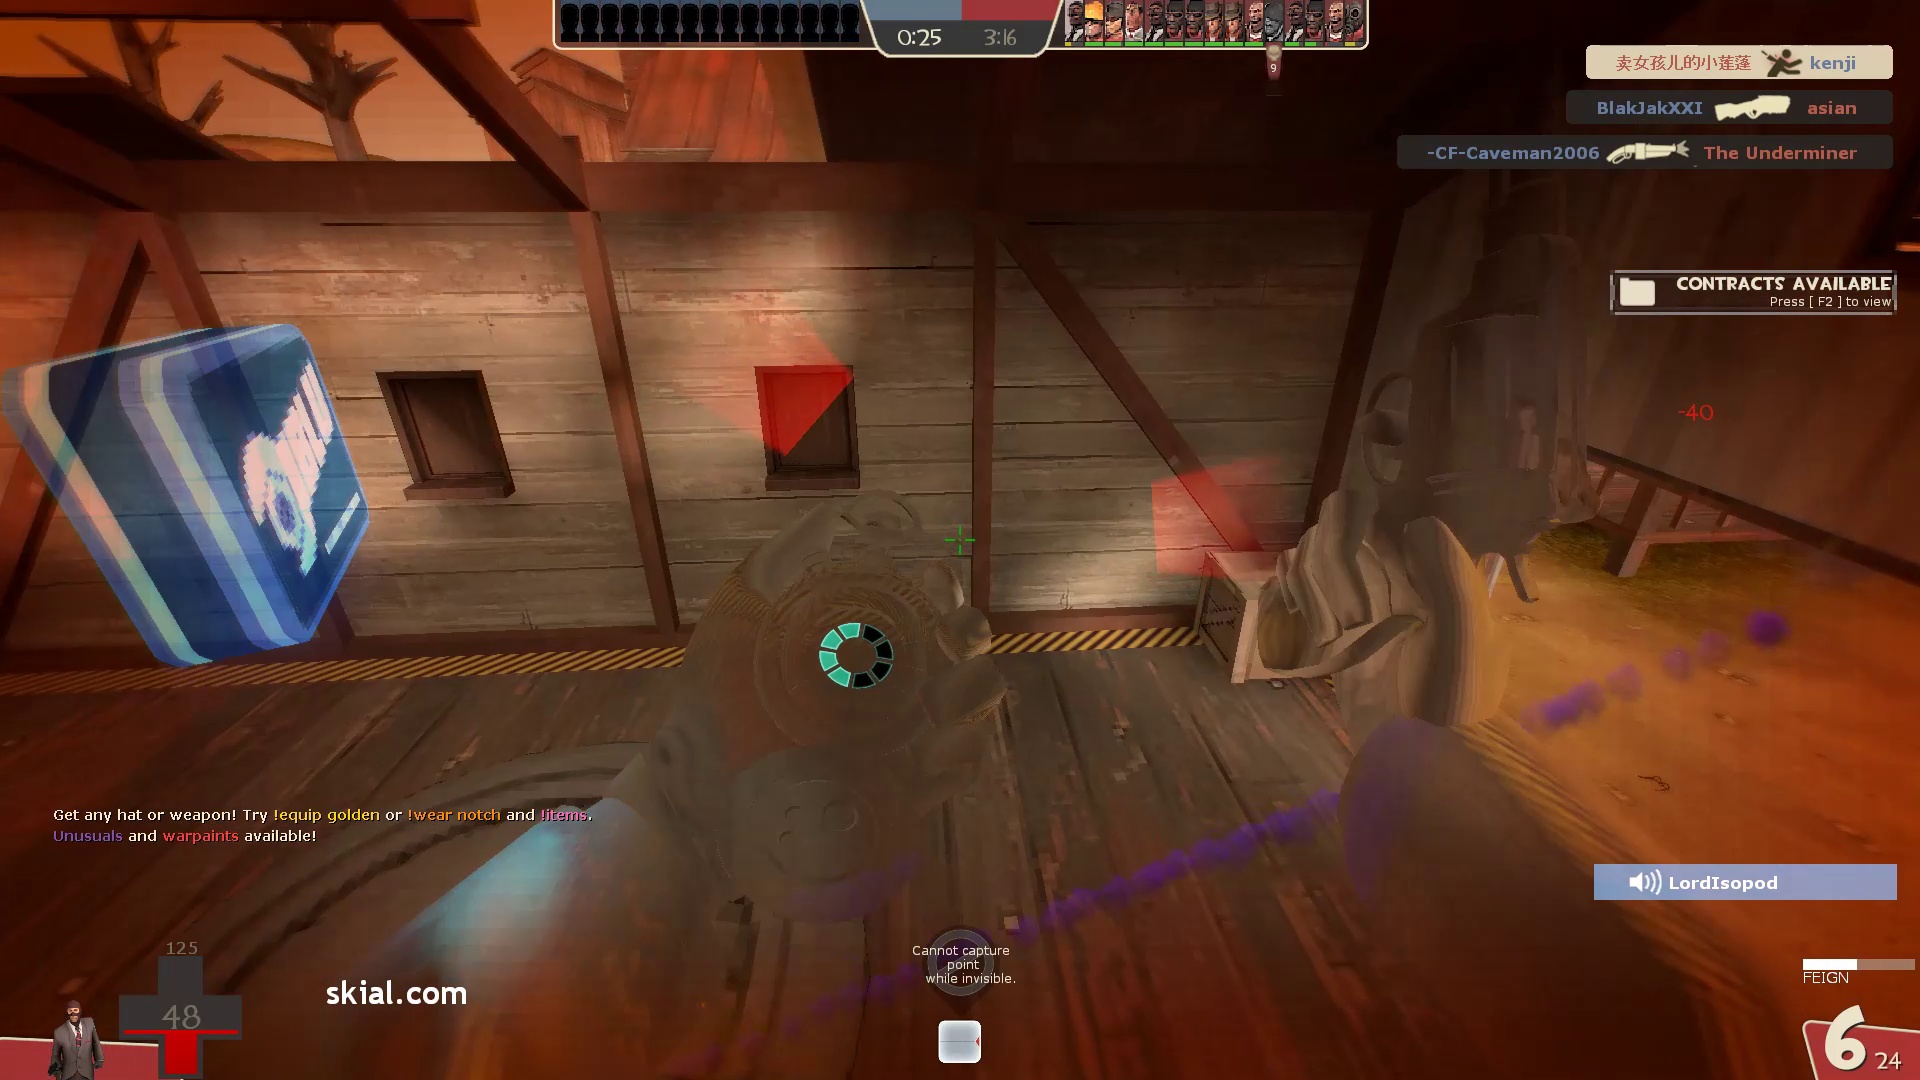 0:25 3:16
9
卖女孩儿的小莲蓬 kenji
BlakJakXXI asian
-CF-Caveman2006 The Underminer
CONTRACTS AVAILABLE
Press [ F2 ] to view
-40
Get any hat or weapon! Try !equip golden or !wear notch and !items.
Unusuals and warpaints available!
LordIsopod
125
48
skial.com
Cannot capture
point
while invisible.
FEIGN
6 24